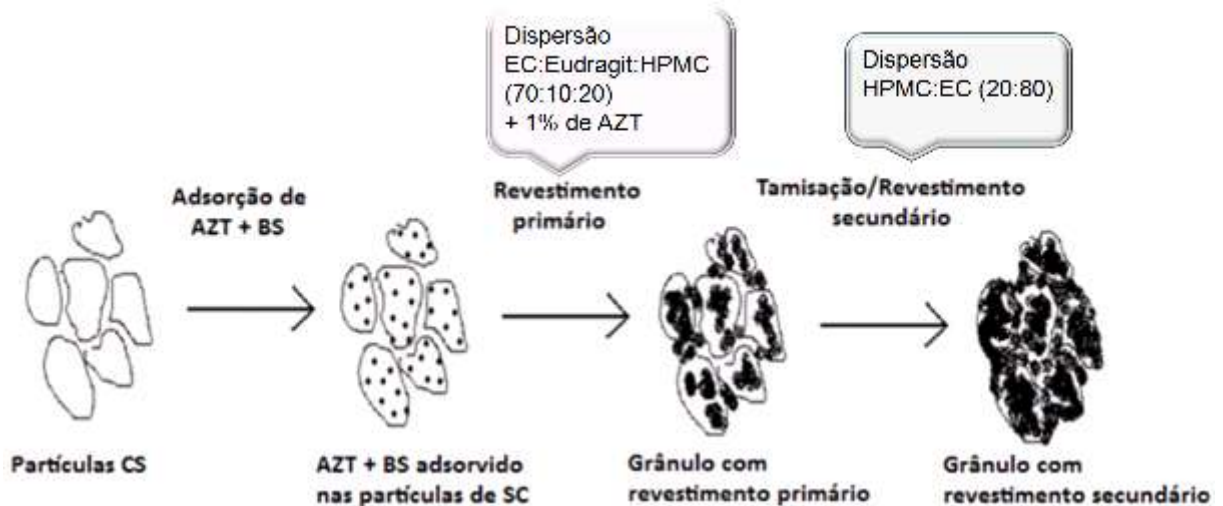 Dispersão
EC:Eudragit:HPMC
(70:10:20)
+ 1% de AZT
Dispersão
HPMC:EC (20:80)
Adsorção de
AZT + BS
Revestimento
primário
Tamisação/Revestimento
secundário
Partículas CS
AZT + BS adsorvido
nas partículas de SC
Grânulo com
revestimento primário
Grânulo com
revestimento secundário